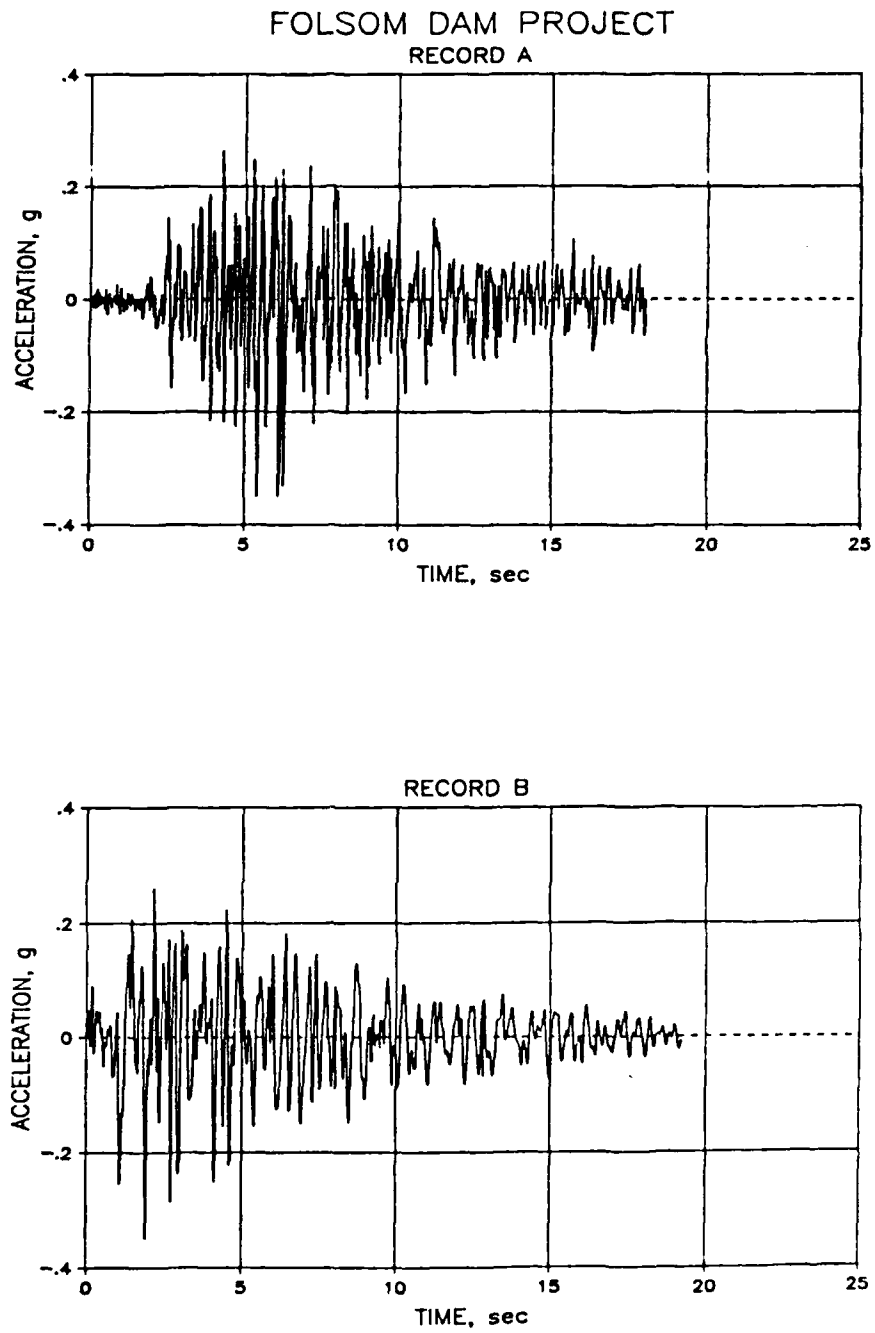 FOLSOM DAM PROJECT
RECORD A
.4
.2
0
-.2
-.4
ACCELERATION, g
0 5 10 15 20 25
TIME, sec
RECORD B
.4
.2
0
-.2
-.4
ACCELERATION, g
0 5 10 15 20 25
TIME, sec